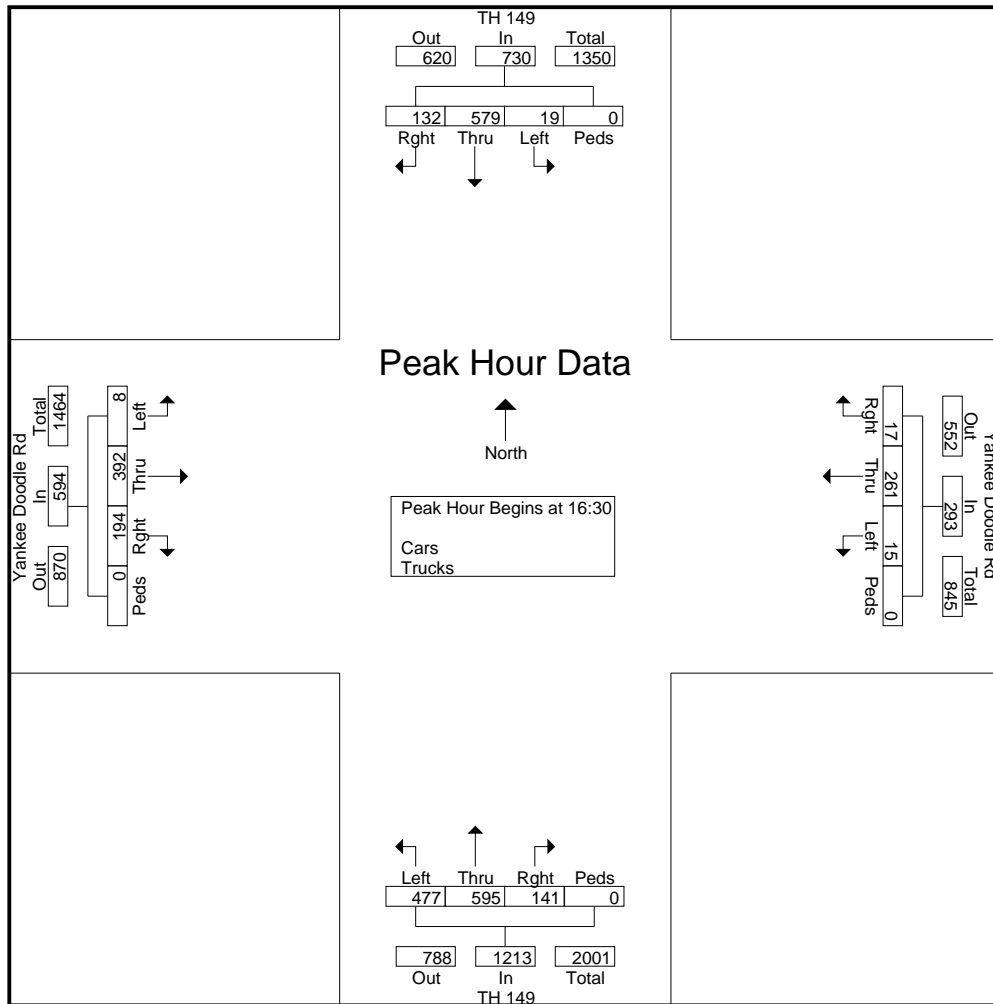 TH 149
Out In Total
620 730 1350
132 579 19 0
Rght Thru Left Peds
Peak Hour Data
North
Peak Hour Begins at 16:30
Cars
Trucks
Yankee Doodle Rd
Out In Total
870 594 1464
0 194 392 8
Peds Rght Thru Left
Yankee Doodle Rd
Out In Total
552 293 845
Rght Thru Left Peds
17 261 15 0
Left Thru Rght Peds
477 595 141 0
788 1213 2001
Out In Total
TH 149